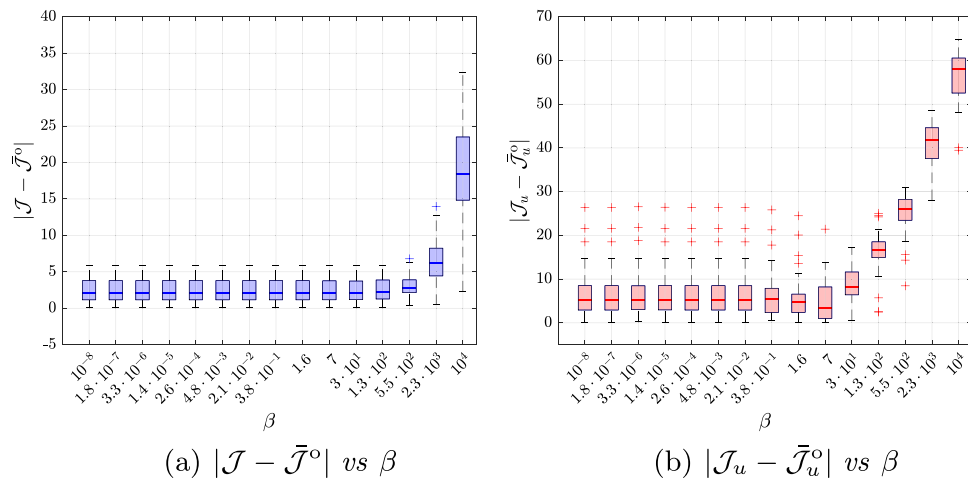 40
35
30
25
20
15
10
5
0
-5
|𝒥 − 𝒥̄ᵒ|
10⁻⁸
1.8 · 10⁻⁷
3.3 · 10⁻⁶
1.4 · 10⁻⁵
2.6 · 10⁻⁴
4.8 · 10⁻³
2.1 · 10⁻²
3.8 · 10⁻¹
1.6
7
3 · 10¹
1.3 · 10²
5.5 · 10²
2.3 · 10³
10⁴
β
(a) |𝒥 − 𝒥̄ᵒ| vs β
70
60
50
40
30
20
10
0
|𝒥ᵤ − 𝒥̄ᵤᵒ|
10⁻⁸
1.8 · 10⁻⁷
3.3 · 10⁻⁶
1.4 · 10⁻⁵
2.6 · 10⁻⁴
4.8 · 10⁻³
2.1 · 10⁻²
3.8 · 10⁻¹
1.6
7
3 · 10¹
1.3 · 10²
5.5 · 10²
2.3 · 10³
10⁴
β
(b) |𝒥ᵤ − 𝒥̄ᵤᵒ| vs β